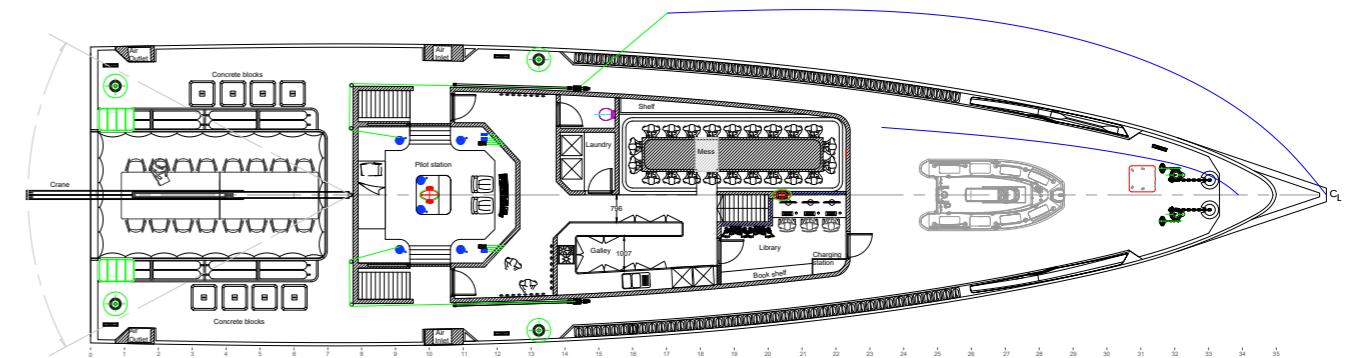 Air
Outlet
Air
Inlet
Concrete blocks
Shelf
Laundry
Mess
Pilot station
Crane
CL
796
Galley
1007
Library
Charging
station
Book shelf
Concrete blocks
Air
Outlet
Air
Inlet
0 1 2 3 4 5 6 7 8 9 10 11 12 13 14 15 16 17 18 19 20 21 22 23 24 25 26 27 28 29 30 31 32 33 34 35